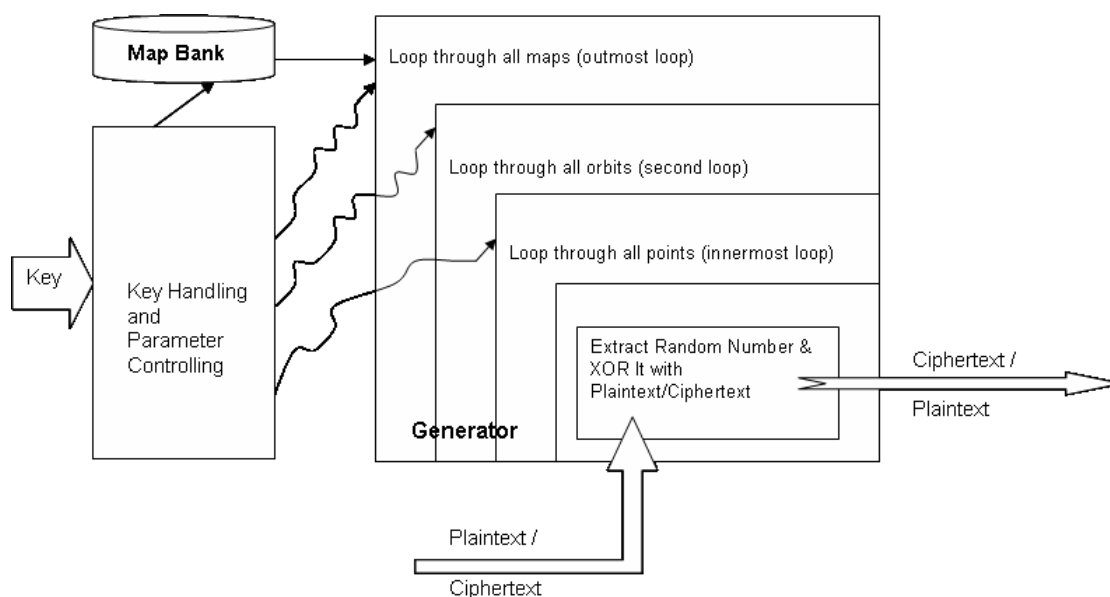 Map Bank
Loop through all maps (outmost loop)
Loop through all orbits (second loop)
Loop through all points (innermost loop)
Key
Key Handling
and
Parameter
Controlling
Extract Random Number &
XOR It with
Plaintext/Ciphertext
Ciphertext /
Plaintext
Generator
Plaintext /
Ciphertext